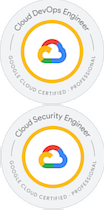 Cloud DevOps Engineer
GOOGLE CLOUD CERTIFIED · PROFESSIONAL
Cloud Security Engineer
GOOGLE CLOUD CERTIFIED · PROFESSIONAL